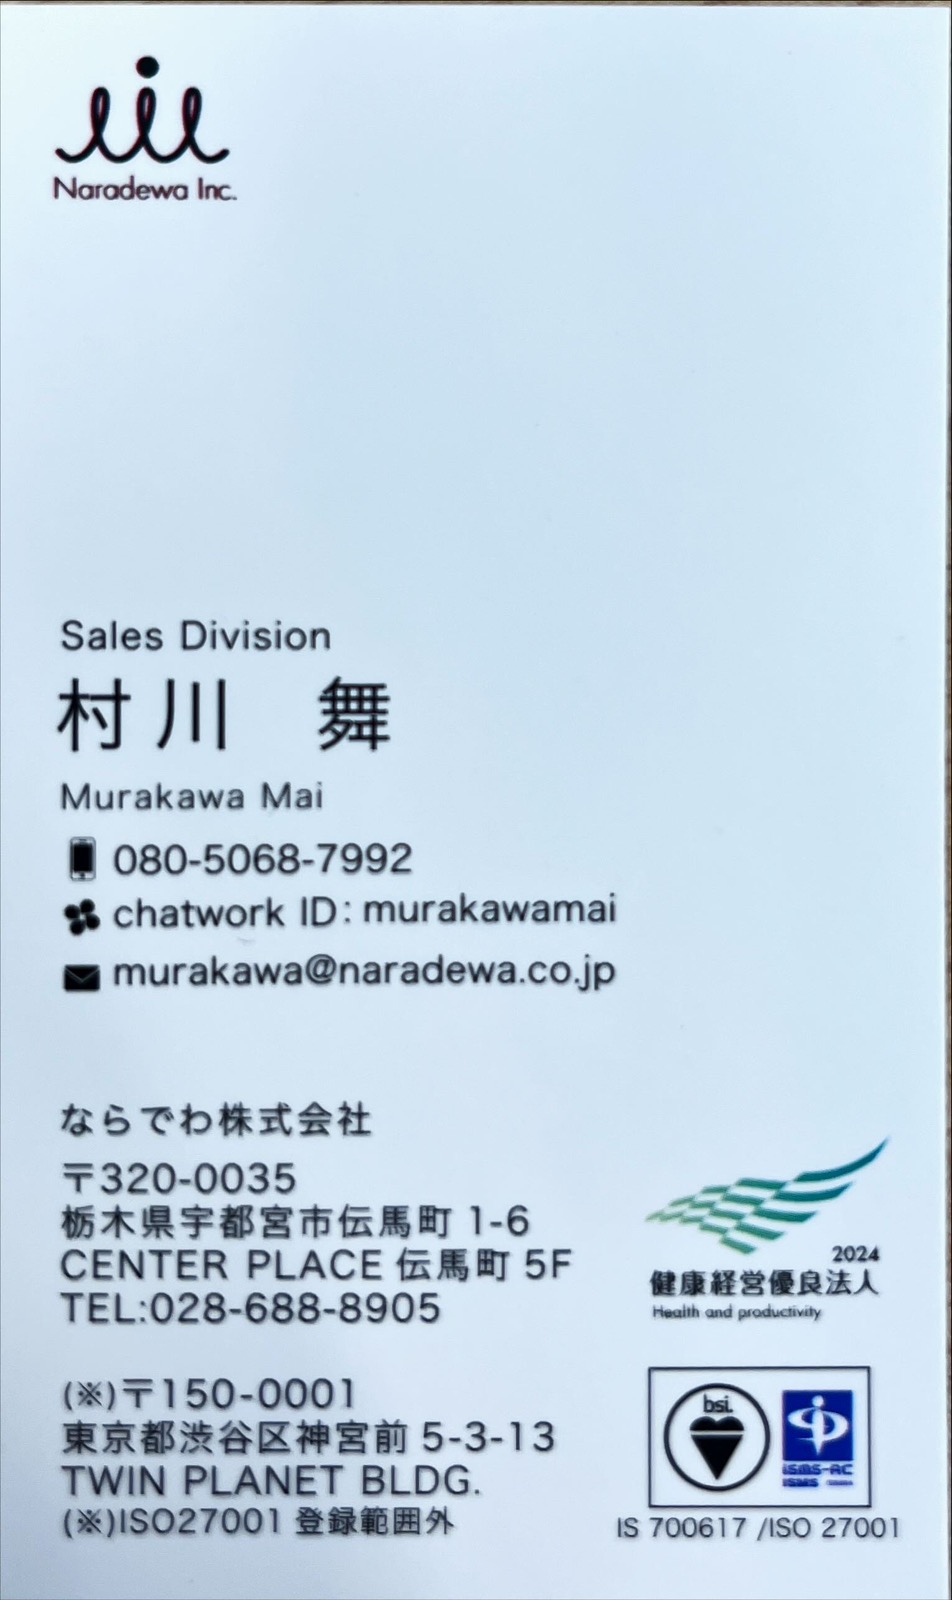 Naradewa Inc.
Sales Division
村川　舞
Murakawa Mai
080-5068-7992
chatwork ID: murakawamai
murakawa@naradewa.co.jp
ならでわ株式会社
〒320-0035
栃木県宇都宮市伝馬町 1-6
CENTER PLACE 伝馬町 5F
TEL:028-688-8905
2024
健康経営優良法人
Health and productivity
(※)〒150-0001
東京都渋谷区神宮前 5-3-13
TWIN PLANET BLDG.
(※)ISO27001 登録範囲外
bsi.
ISMS-AC
ISMS
IS 700617 /ISO 27001